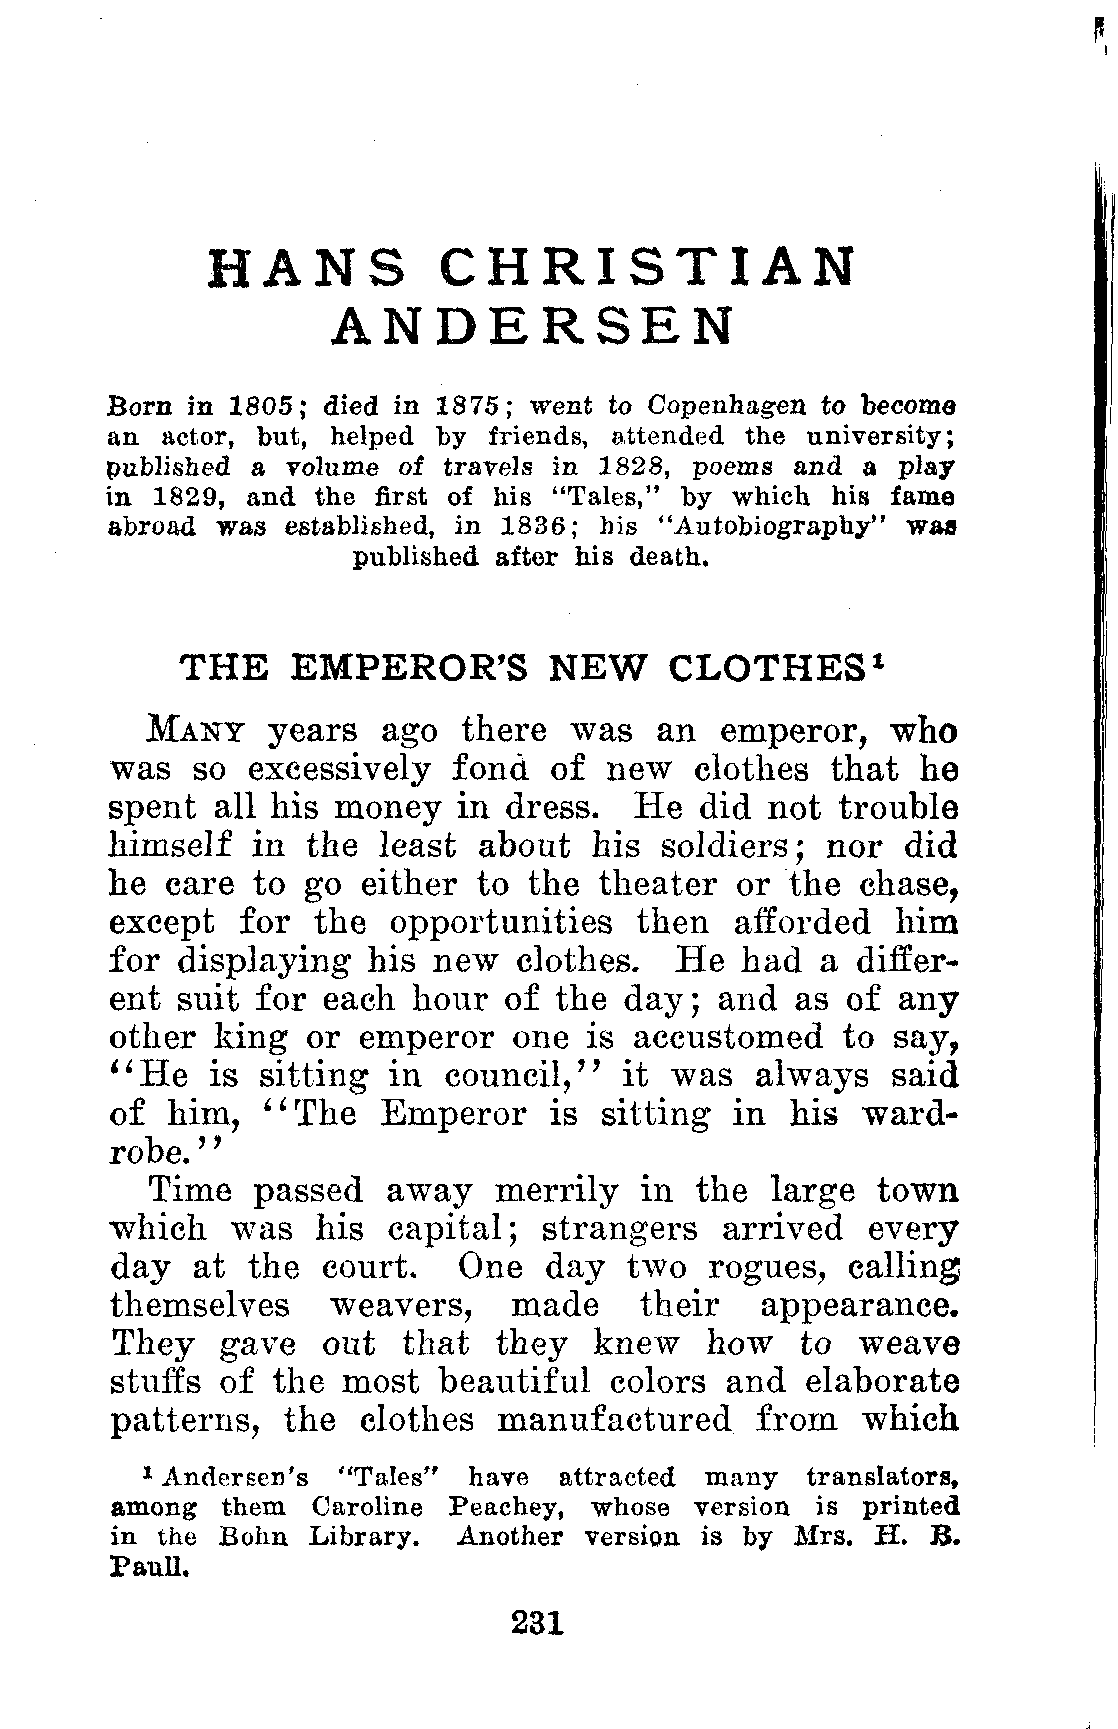 HANS CHRISTIAN
ANDERSEN
Born in 1805; died in 1875; went to Copenhagen to become
an actor, but, helped by friends, attended the university;
published a volume of travels in 1828, poems and a play
in 1829, and the first of his "Tales," by which his fame
abroad was established, in 1836; his "Autobiography" was
published after his death.
THE EMPEROR'S NEW CLOTHES¹
MANY years ago there was an emperor, who
was so excessively fond of new clothes that he
spent all his money in dress. He did not trouble
himself in the least about his soldiers; nor did
he care to go either to the theater or the chase,
except for the opportunities then afforded him
for displaying his new clothes. He had a differ-
ent suit for each hour of the day; and as of any
other king or emperor one is accustomed to say,
"He is sitting in council," it was always said
of him, "The Emperor is sitting in his ward-
robe."
Time passed away merrily in the large town
which was his capital; strangers arrived every
day at the court. One day two rogues, calling
themselves weavers, made their appearance.
They gave out that they knew how to weave
stuffs of the most beautiful colors and elaborate
patterns, the clothes manufactured from which
¹ Andersen's "Tales" have attracted many translators,
among them Caroline Peachey, whose version is printed
in the Bohn Library. Another version is by Mrs. H. B.
Paull.
231